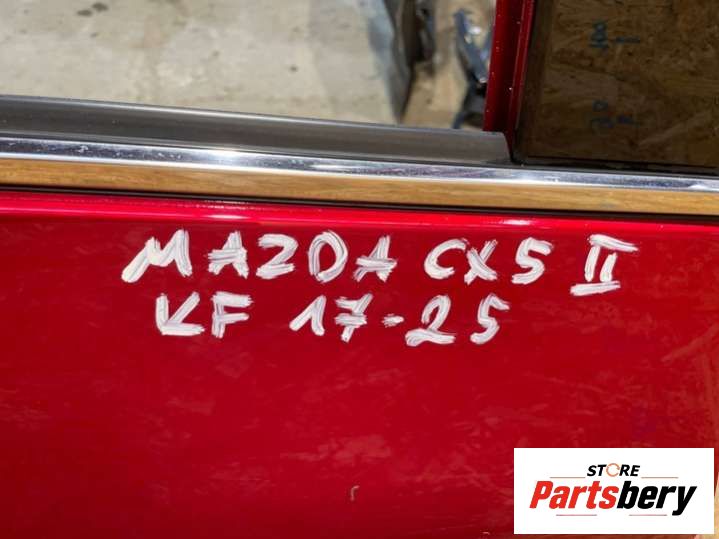 MAZDA CX5 II
KF 17-25
STORE
Partsbery